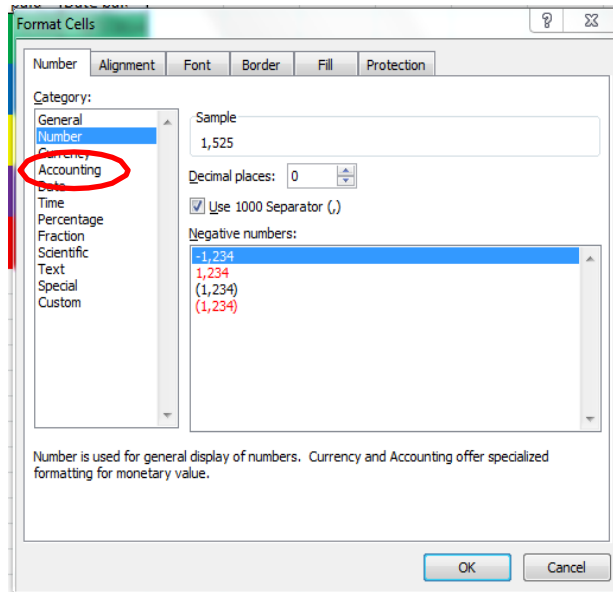 Format Cells
Number Alignment Font Border Fill Protection
Category:
General
Number
Currency
Accounting
Date
Time
Percentage
Fraction
Scientific
Text
Special
Custom
Sample
1,525
Decimal places: 0
Use 1000 Separator (,)
Negative numbers:
-1,234
1,234
(1,234)
(1,234)
Number is used for general display of numbers. Currency and Accounting offer specialized
formatting for monetary value.
OK Cancel